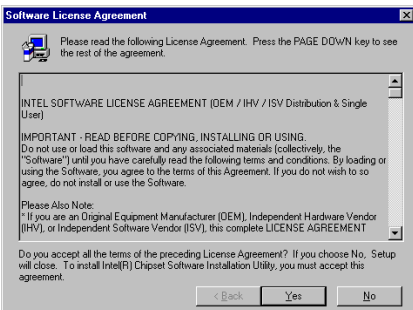 Software License Agreement
Please read the following License Agreement. Press the PAGE DOWN key to see
the rest of the agreement.
INTEL SOFTWARE LICENSE AGREEMENT (OEM / IHV / ISV Distribution & Single
User)
IMPORTANT - READ BEFORE COPYING, INSTALLING OR USING.
Do not use or load this software and any associated materials (collectively, the
"Software") until you have carefully read the following terms and conditions. By loading or
using the Software, you agree to the terms of this Agreement. If you do not wish to so
agree, do not install or use the Software.
Please Also Note:
* If you are an Original Equipment Manufacturer (OEM), Independent Hardware Vendor
(IHV), or Independent Software Vendor (ISV), this complete LICENSE AGREEMENT
Do you accept all the terms of the preceding License Agreement? If you choose No, Setup
will close. To install Intel(R) Chipset Software Installation Utility, you must accept this
agreement.
< Back Yes No